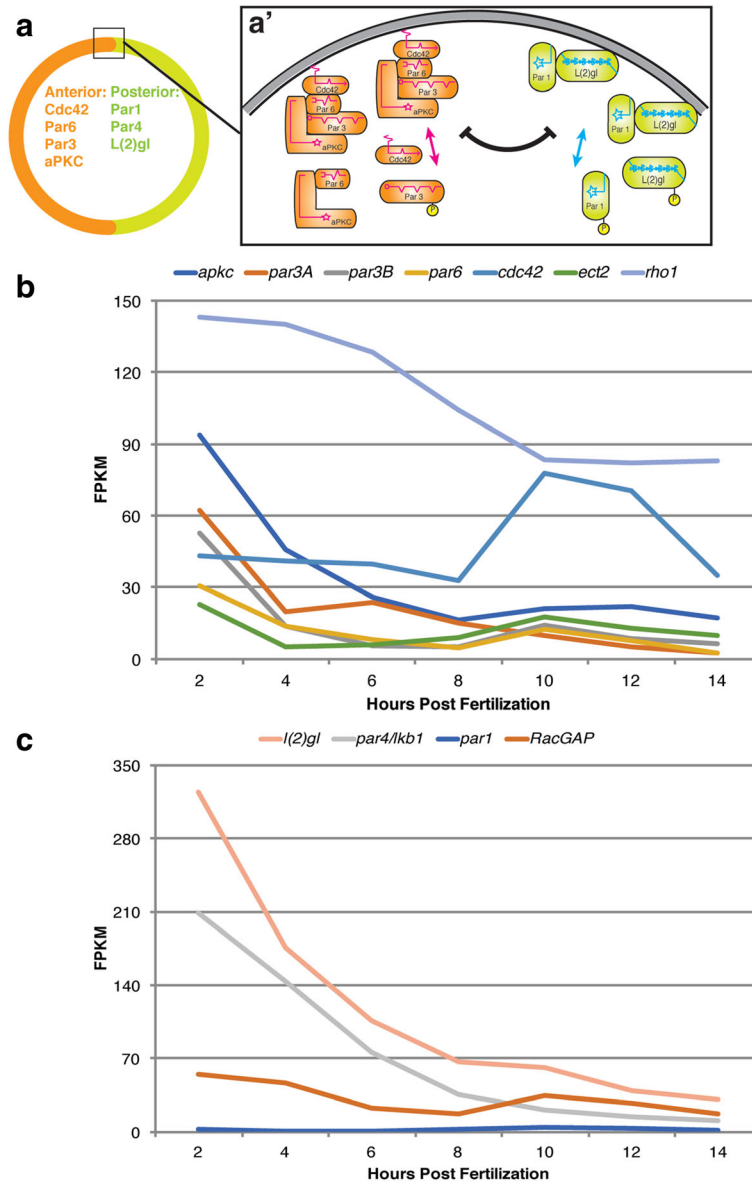 a
Anterior: Posterior:
Cdc42 Par1
Par6 Par4
Par3 L(2)gl
aPKC
a'
Cdc42
Par 6
Par 3
aPKC
Cdc42
Par 6
Par 3
aPKC
Cdc42
Par 3
P
Par 6
aPKC
Par 1
L(2)gl
Par 1
L(2)gl
Par 1
P
L(2)gl
P
b
apkc par3A par3B par6 cdc42 ect2 rho1
FPKM
150
120
90
60
30
0
2 4 6 8 10 12 14
Hours Post Fertilization
c
l(2)gl par4/lkb1 par1 RacGAP
FPKM
350
280
210
140
70
0
2 4 6 8 10 12 14
Hours Post Fertilization